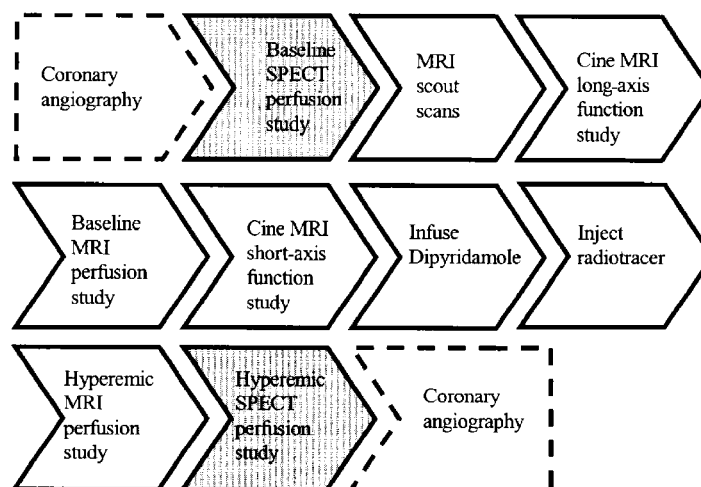 Coronary
angiography
Baseline
SPECT
perfusion
study
MRI
scout
scans
Cine MRI
long-axis
function
study
Baseline
MRI
perfusion
study
Cine MRI
short-axis
function
study
Infuse
Dipyridamole
Inject
radiotracer
Hyperemic
MRI
perfusion
study
Hyperemic
SPECT
perfusion
study
Coronary
angiography